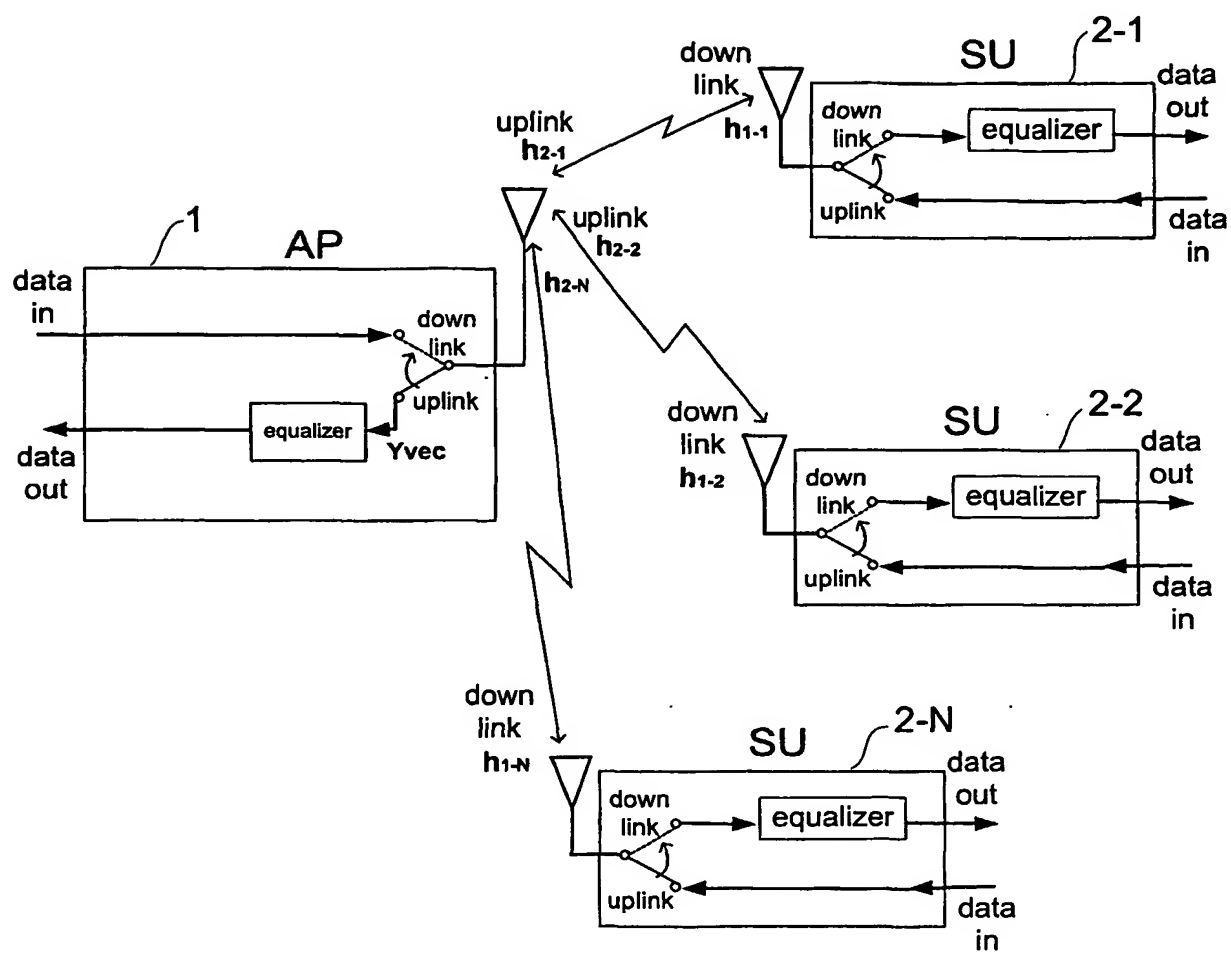 1
AP
data
in
down
link
uplink
equalizer
Yvec
data
out
uplink
h2-1
uplink
h2-2
h2-N
down
link
h1-1
SU
2-1
down
link
uplink
equalizer
data
out
data
in
down
link
h1-2
SU
2-2
down
link
uplink
equalizer
data
out
data
in
down
link
h1-N
SU
2-N
down
link
uplink
equalizer
data
out
data
in